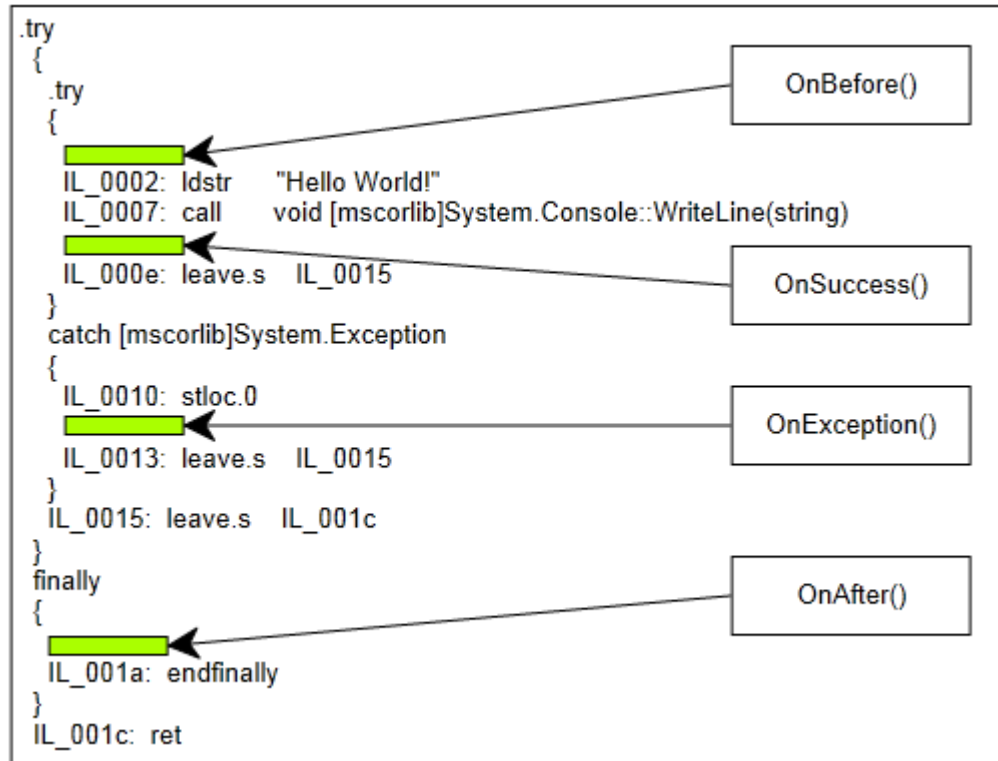 .try
{
.try
{
OnBefore()
IL_0002: ldstr "Hello World!"
IL_0007: call void [mscorlib]System.Console::WriteLine(string)
IL_000e: leave.s IL_0015
OnSuccess()
}
catch [mscorlib]System.Exception
{
IL_0010: stloc.0
OnException()
IL_0013: leave.s IL_0015
}
IL_0015: leave.s IL_001c
}
finally
{
OnAfter()
IL_001a: endfinally
}
IL_001c: ret